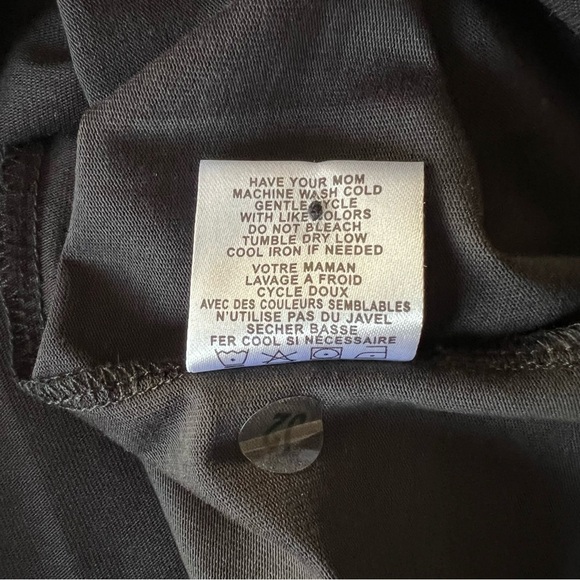 HAVE YOUR MOM
MACHINE WASH COLD
GENTLE CYCLE
WITH LIKE COLORS
DO NOT BLEACH
TUMBLE DRY LOW
COOL IRON IF NEEDED
VOTRE MAMAN
LAVAGE A FROID
CYCLE DOUX
AVEC DES COULEURS SEMBLABLES
N'UTILISE PAS DU JAVEL
SECHER BASSE
FER COOL SI NÉCESSAIRE